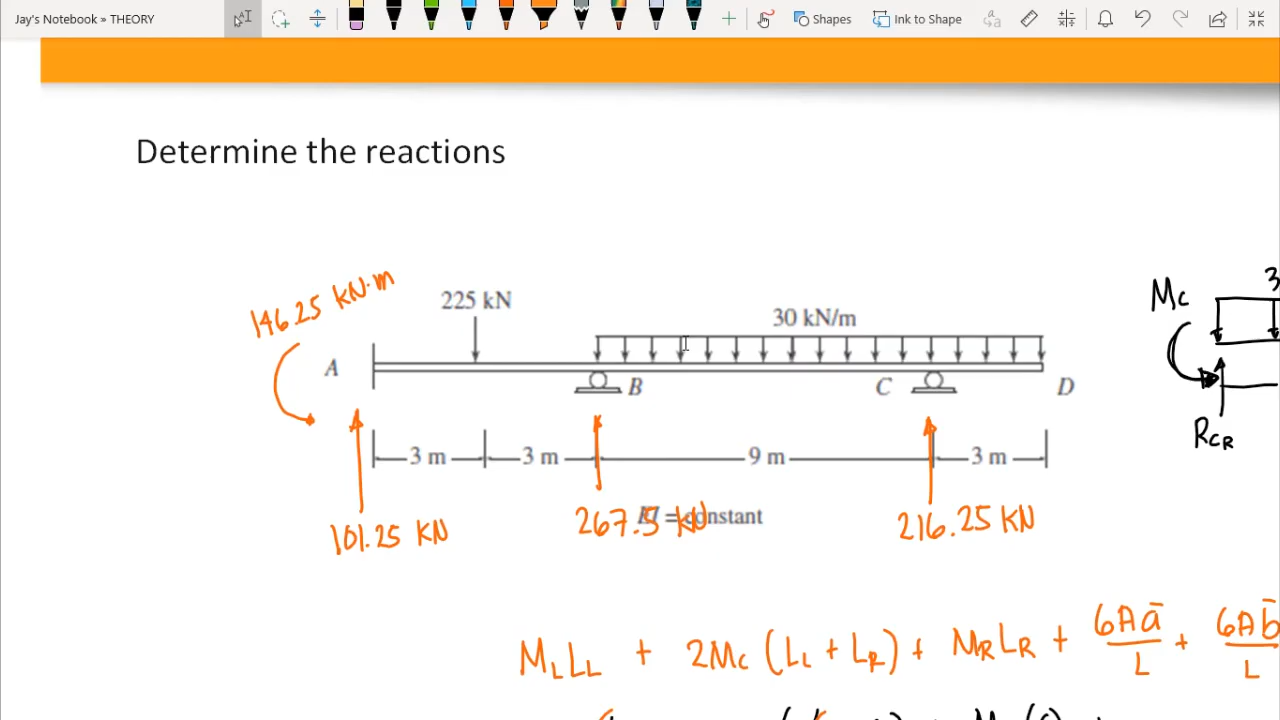 Jay's Notebook » THEORY
Shapes
Ink to Shape
Determine the reactions
146.25 kN·m
225 kN
30 kN/m
Mc
A
B
C
D
3 m
3 m
9 m
3 m
RCR
101.25 KN
267.5 kN
EI = constant
216.25 KN
MLLL + 2Mc (LL + LR) + MRLR + 6Aā/L + 6Ab̄/L